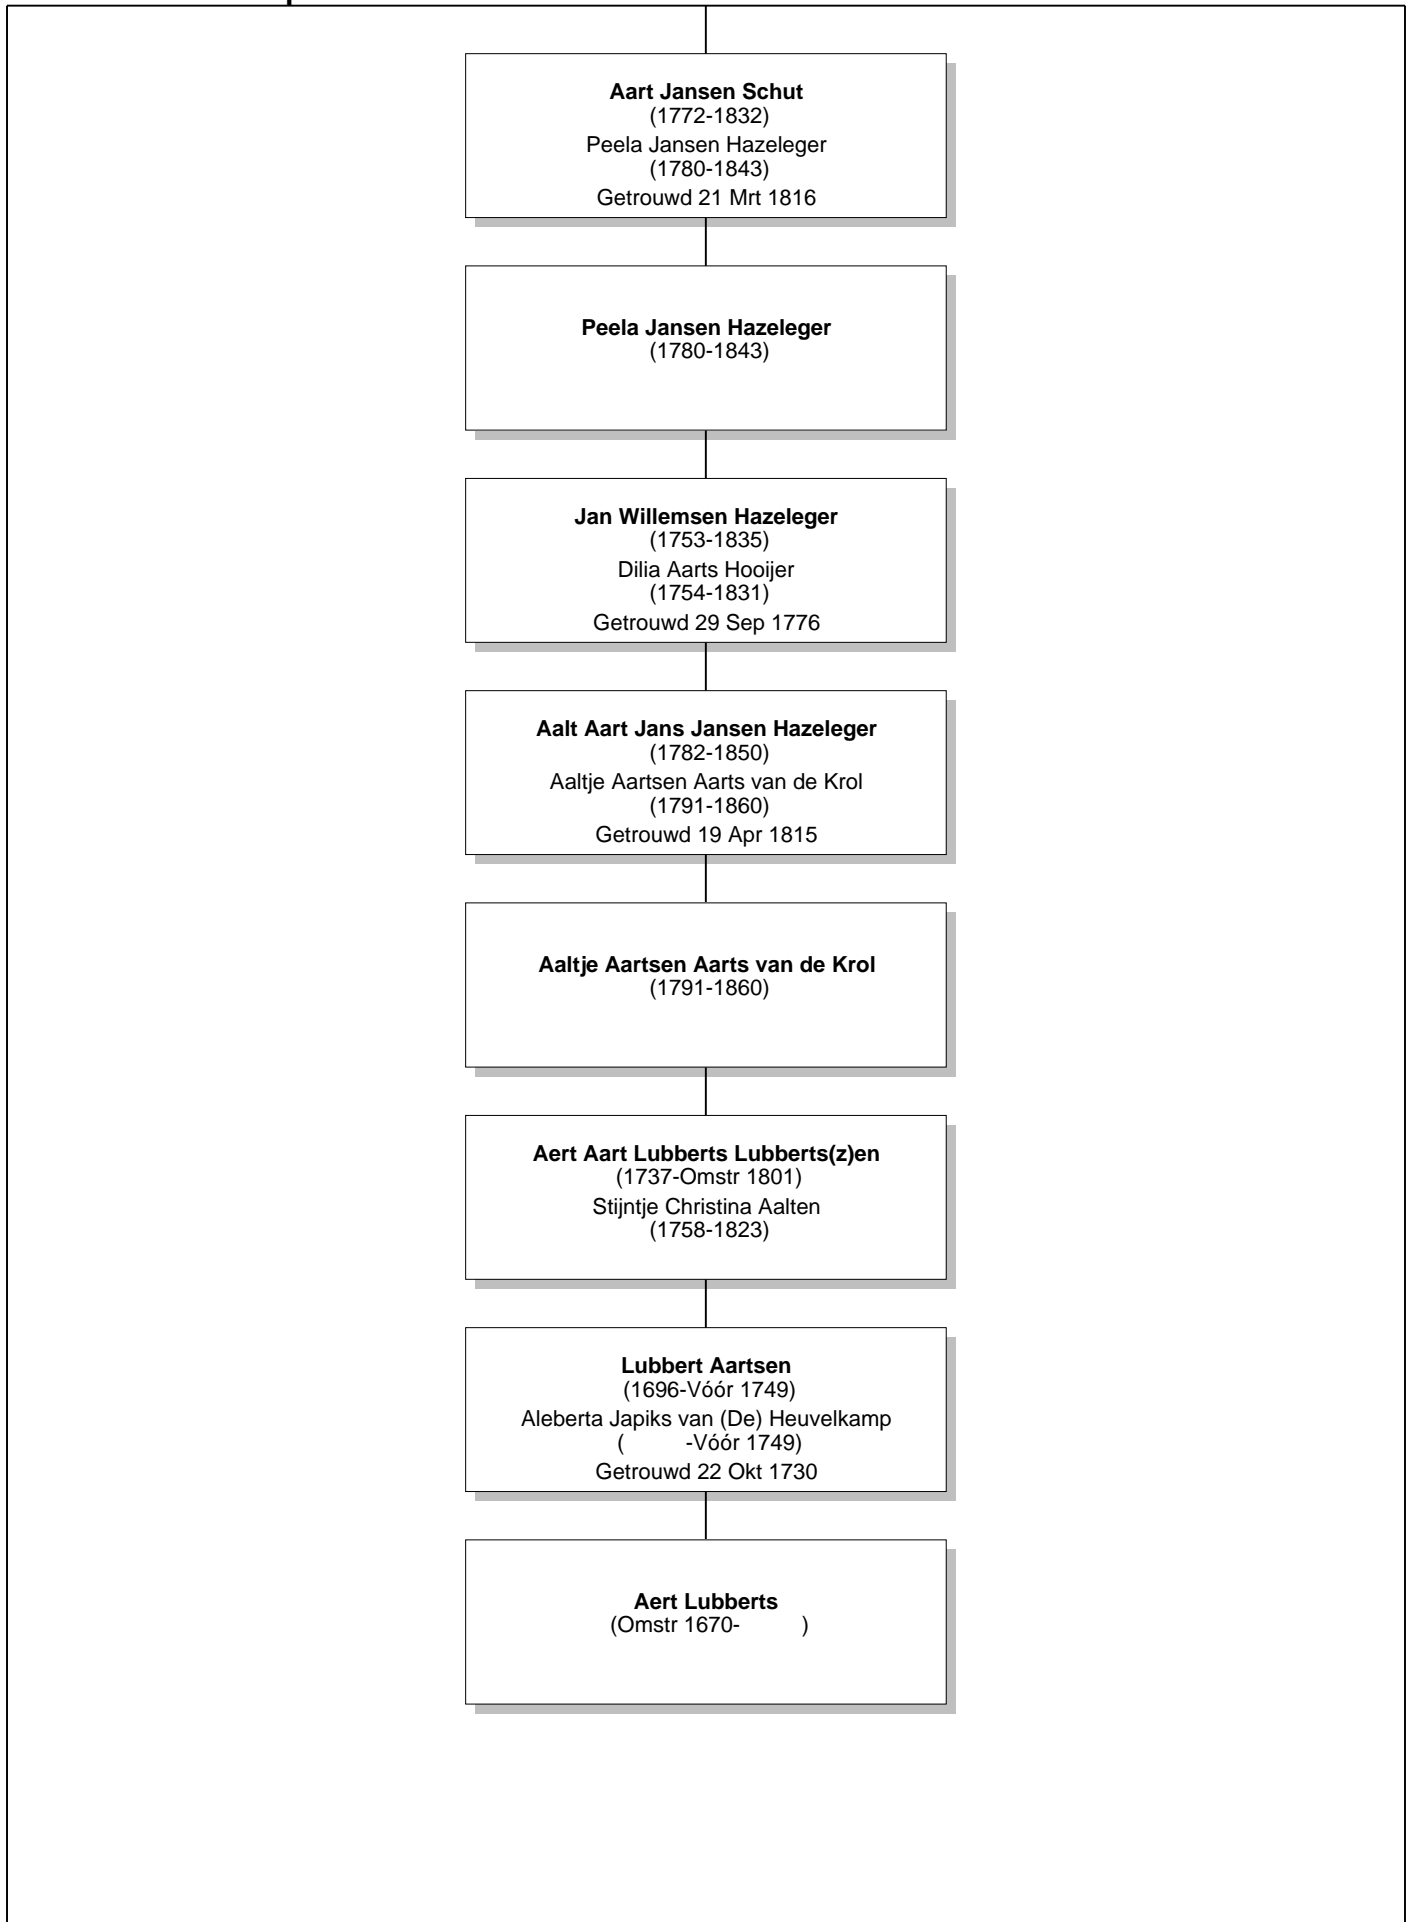 Aart Jansen Schut
(1772-1832)
Peela Jansen Hazeleger
(1780-1843)
Getrouwd 21 Mrt 1816
Peela Jansen Hazeleger
(1780-1843)
Jan Willemsen Hazeleger
(1753-1835)
Dilia Aarts Hooijer
(1754-1831)
Getrouwd 29 Sep 1776
Aalt Aart Jans Jansen Hazeleger
(1782-1850)
Aaltje Aartsen Aarts van de Krol
(1791-1860)
Getrouwd 19 Apr 1815
Aaltje Aartsen Aarts van de Krol
(1791-1860)
Aert Aart Lubberts Lubberts(z)en
(1737-Omstr 1801)
Stijntje Christina Aalten
(1758-1823)
Lubbert Aartsen
(1696-Vóór 1749)
Aleberta Japiks van (De) Heuvelkamp
(          -Vóór 1749)
Getrouwd 22 Okt 1730
Aert Lubberts
(Omstr 1670-          )